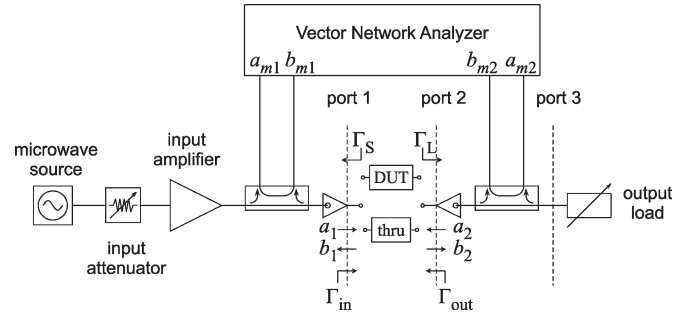 Vector Network Analyzer
a_m1 b_m1
b_m2 a_m2
port 1
port 2
port 3
Γ_S
Γ_L
microwave
source
input
amplifier
DUT
output
load
input
attenuator
a_1
thru
a_2
b_1
b_2
Γ_in
Γ_out